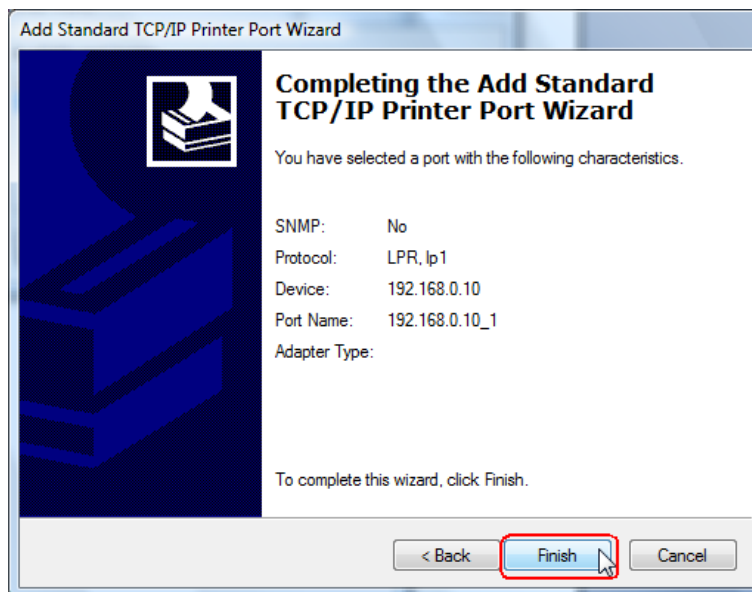 Add Standard TCP/IP Printer Port Wizard
Completing the Add Standard
TCP/IP Printer Port Wizard
You have selected a port with the following characteristics.
SNMP: No
Protocol: LPR, lp1
Device: 192.168.0.10
Port Name: 192.168.0.10_1
Adapter Type:
To complete this wizard, click Finish.
< Back Finish Cancel